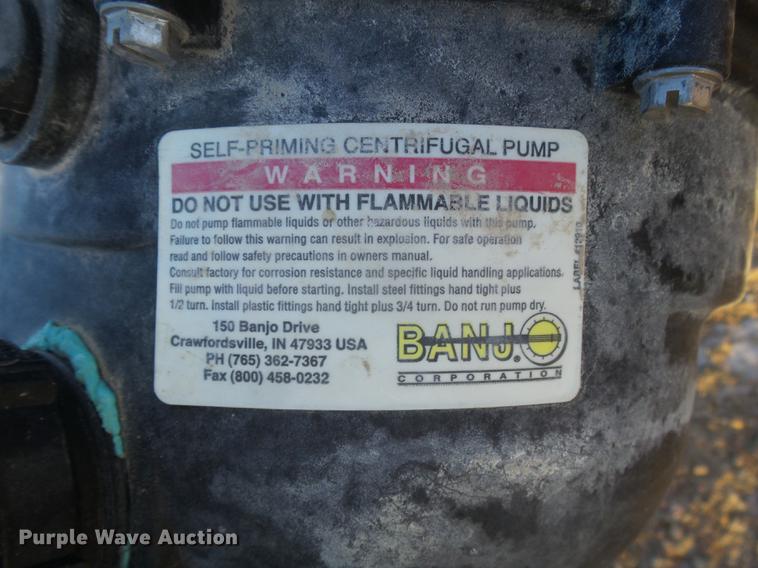 SELF-PRIMING CENTRIFUGAL PUMP
WARNING
DO NOT USE WITH FLAMMABLE LIQUIDS
Do not pump flammable liquids or other hazardous liquids with this pump.
Failure to follow this warning can result in explosion. For safe operation
read and follow safety precautions in owners manual.
Consult factory for corrosion resistance and specific liquid handling applications.
Fill pump with liquid before starting. Install steel fittings hand tight plus
1/2 turn. Install plastic fittings hand tight plus 3/4 turn. Do not run pump dry.
150 Banjo Drive
Crawfordsville, IN 47933 USA
PH (765) 362-7367
Fax (800) 458-0232
BANJO
CORPORATION
LABEL
Purple Wave Auction®